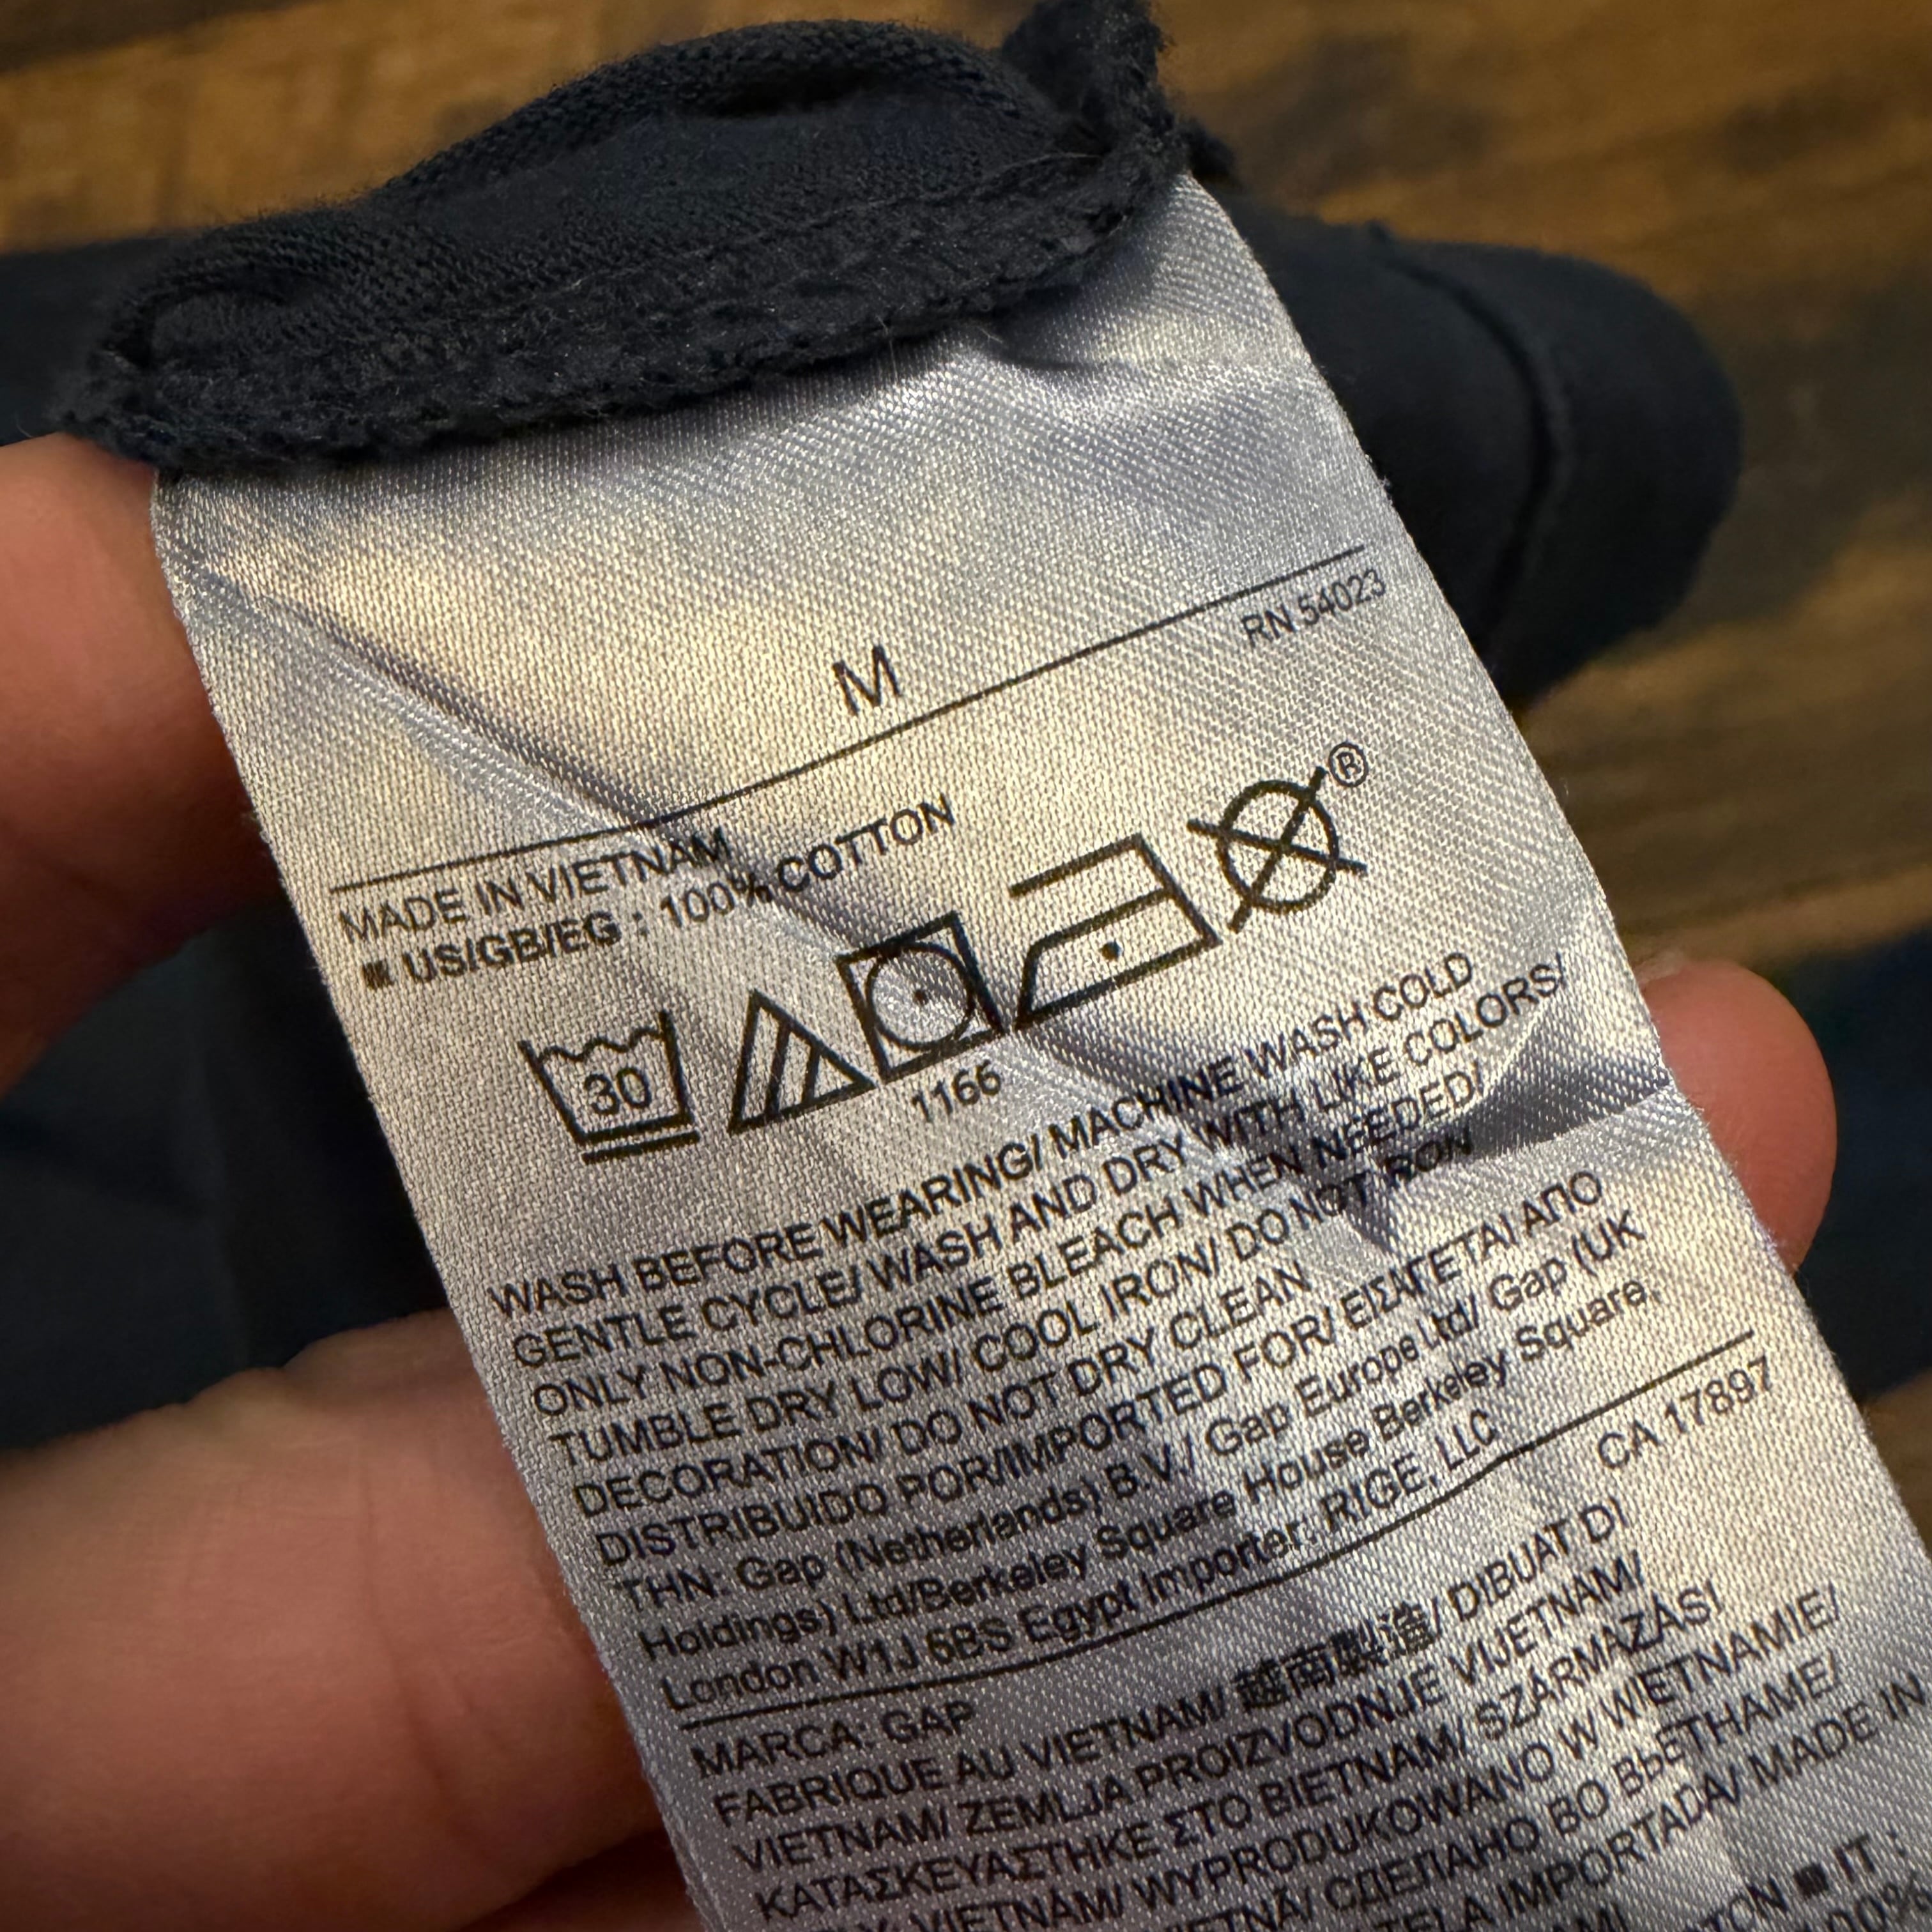 M
RN 54023
MADE IN VIETNAM
■ US/GB/EG : 100% COTTON
®
30
1166
WASH BEFORE WEARING/ MACHINE WASH COLD
GENTLE CYCLE/ WASH AND DRY WITH LIKE COLORS/
ONLY NON-CHLORINE BLEACH WHEN NEEDED/
TUMBLE DRY LOW/ COOL IRON/ DO NOT IRON
DECORATION/ DO NOT DRY CLEAN
DISTRIBUIDO POR/IMPORTED FOR/ ΕΙΣΑΓΕΤΑΙ ΑΠΟ
THN: Gap (Netherlands) B.V./ Gap Europe Ltd/ Gap (UK
Holdings) Ltd/Berkeley Square House Berkeley Square,
London W1J 6BS Egypt Importer: RIGE, LLC
CA 17897
MARCA: GAP
FABRIQUE AU VIETNAM/ 越南製造/ DIBUAT DI
VIETNAM/ ZEMLJA PROIZVODNJE VIJETNAM/
ΚΑΤΑΣΚΕΥΑΣΤΗΚΕ ΣΤΟ ΒΙΕΤΝΑΜ/ SZÁRMAZÁSI
VIETNÁM/ WYPRODUKOWANO W WIETNAMIE/
СДЕЛАНО ВО ВЬЕТНАМЕ/
IMPORTADA/ MADE IN
■ IT :